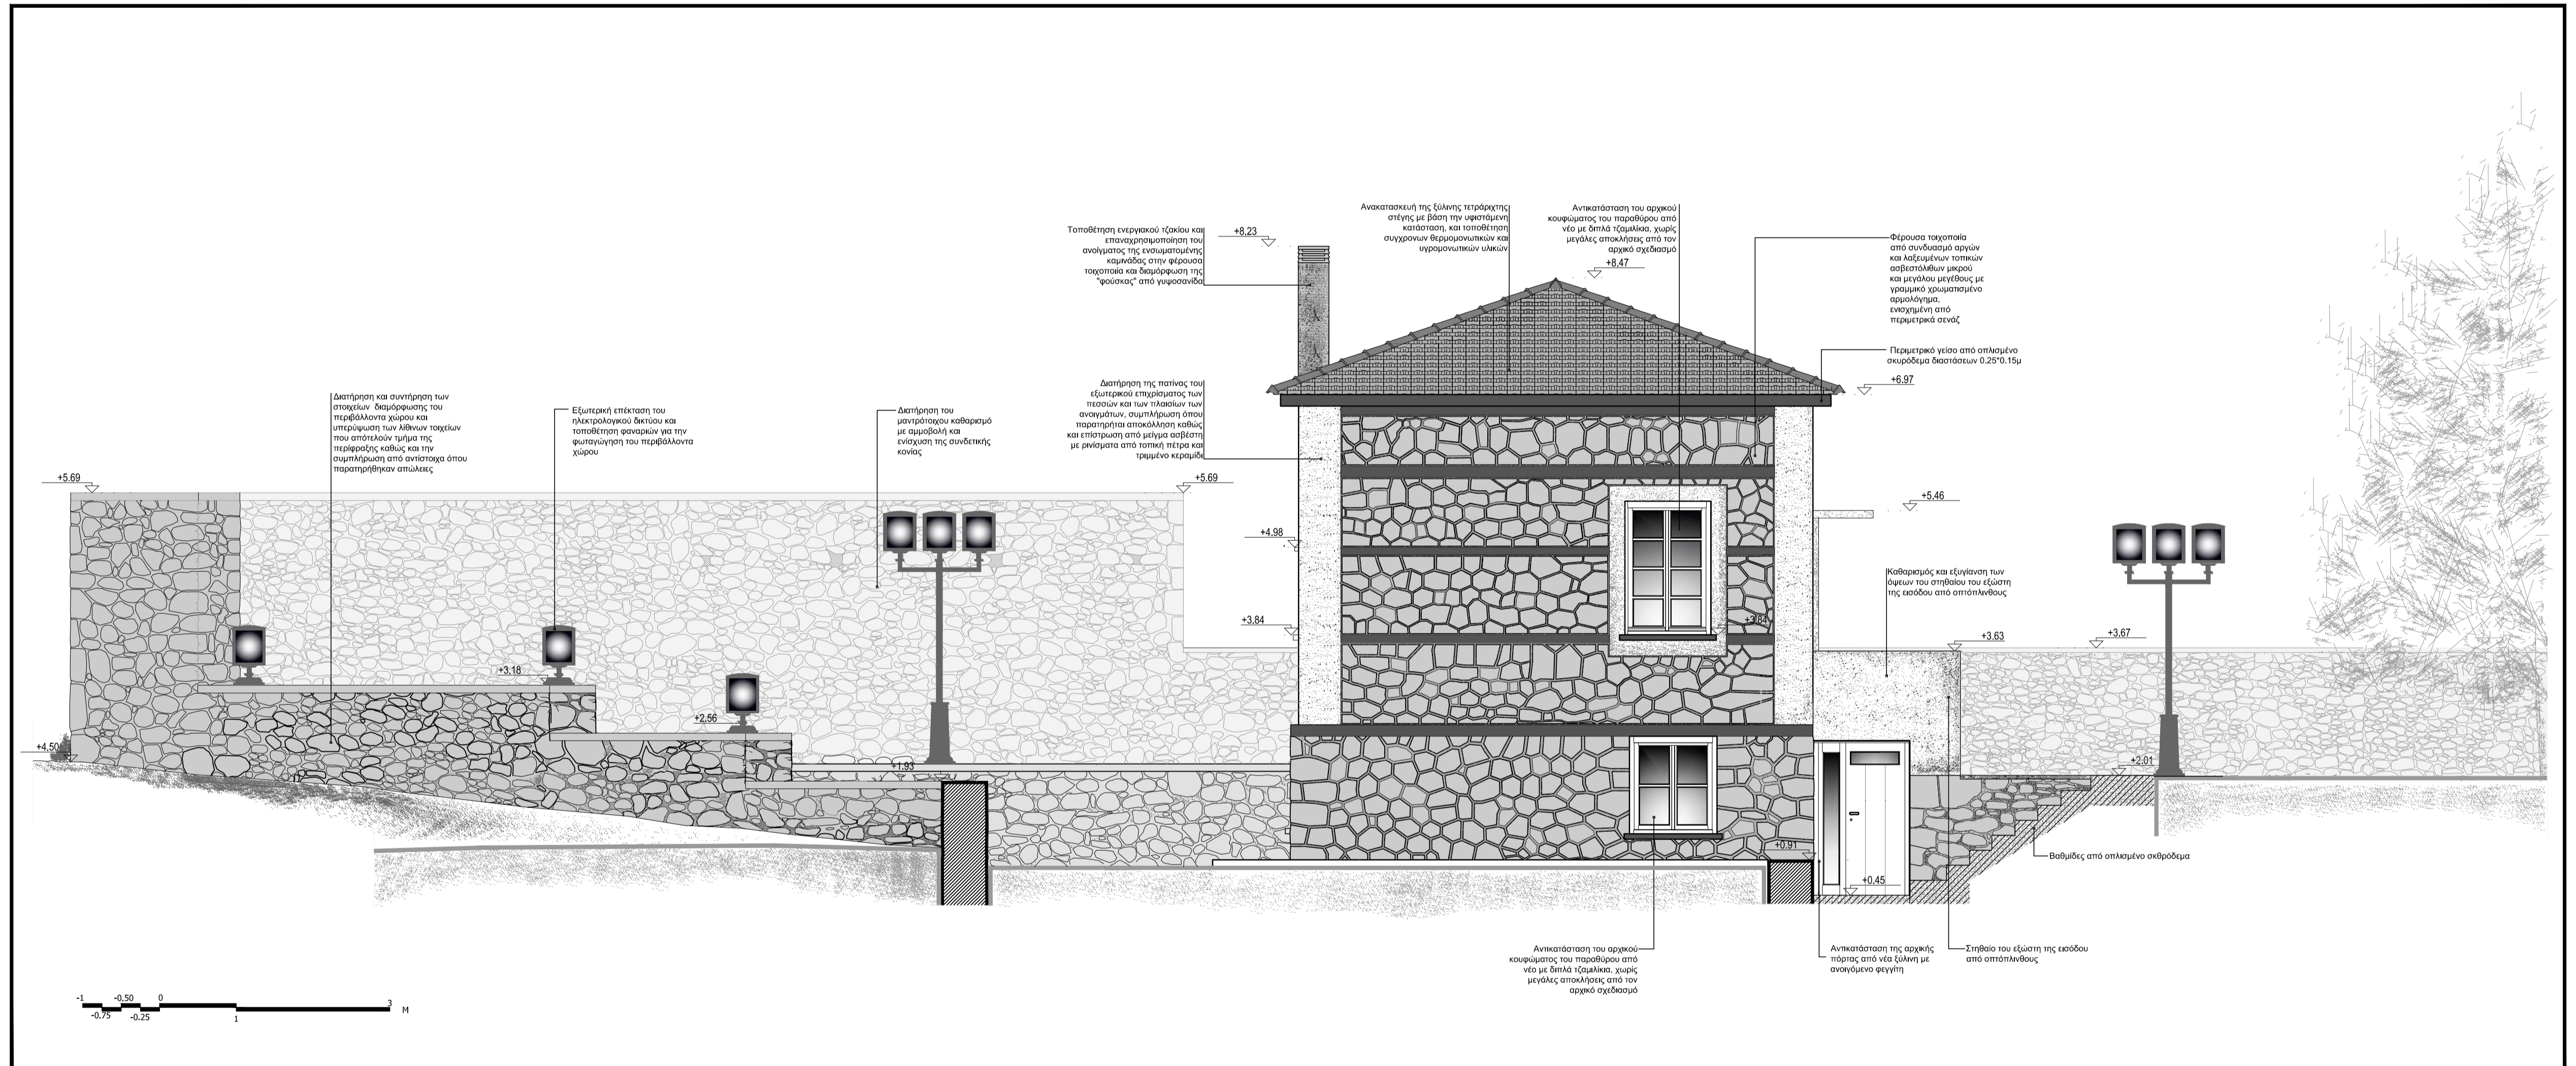 Τοποθέτηση ενεργιακού τζακίου και
επαναχρησιμοποίηση του
ανοίγματος της ενσωματομένης
καμινάδας στην φέρουσα
τοιχοποιία και διαμόρφωση της
"φούσκας" από γυψοσανίδα
+8,23
Ανακατασκευή της ξύλινης τετράριχτης
στέγης με βάση την υφιστάμενη
κατάσταση, και τοποθέτηση
συγχρονων θερμομονωτικών και
υγρομονωτικών υλικών
Αντικατάσταση του αρχικού
κουφώματος του παραθύρου από
νέο με διπλά τζαμιλίκια, χωρίς
μεγάλες αποκλήσεις από τον
αρχικό σχεδιασμό
+8,47
Φέρουσα τοιχοποιία
από συνδυασμό αργών
και λαξευμένων τοπικών
ασβεστόλιθων μικρού
και μεγάλου μεγέθους με
γραμμικό χρωματισμένο
αρμολόγημα,
ενισχημένη από
περιμετρικά σενάζ
Περιμετρικό γείσο από οπλισμένο
σκυρόδεμα διαστάσεων 0.25*0.15μ
+6,97
Διατήρηση και συντήρηση των
στοιχείων διαμόρφωσης του
περιβάλλοντα χώρου και
υπερύψωση των λίθινων τοιχείων
που απότελούν τμήμα της
περίφραξης καθώς και την
συμπλήρωση από αντίστοιχα όπου
παρατηρήθηκαν απώλειες
Εξωτερική επέκταση του
ηλεκτρολογικού δικτύου και
τοποθέτηση φαναριών για την
φωταγώγηση του περιβάλλοντα
χώρου
Διατήρηση του
μαντρότοιχου καθαρισμό
με αμμοβολή και
ενίσχυση της συνδετικής
κονίας
Διατήρηση της πατίνας του
εξωτερικού επιχρίσματος των
πεσσών και των πλαισίων των
ανοιγμάτων, συμπλήρωση όπου
παρατηρήται αποκόλληση καθώς
και επίστρωση από μείγμα ασβέστη
με ρινίσματα από τοπική πέτρα και
τριμμένο κεραμίδι
+5.69
+5.69
+5,46
+4.98
Καθαρισμός και εξυγίανση των
όψεων του στηθαίου του εξώστη
της εισόδου από οπτόπλινθους
+3,84
+3,84
+3,63
+3,67
+3,18
+2,56
+4,50
+1,93
+2,01
+0,91
+0,45
Βαθμίδες από οπλισμένο σκθρόδεμα
Αντικατάσταση του αρχικού
κουφώματος του παραθύρου από
νέο με διπλά τζαμιλίκια, χωρίς
μεγάλες αποκλήσεις από τον
αρχικό σχεδιασμό
Αντικατάσταση της αρχικής
πόρτας από νέα ξύλινη με
ανοιγόμενο φεγγίτη
Στηθαίο του εξώστη της εισόδου
από οπτόπλινθους
-1 -0.50 0 3
-0.75 -0.25 1 M